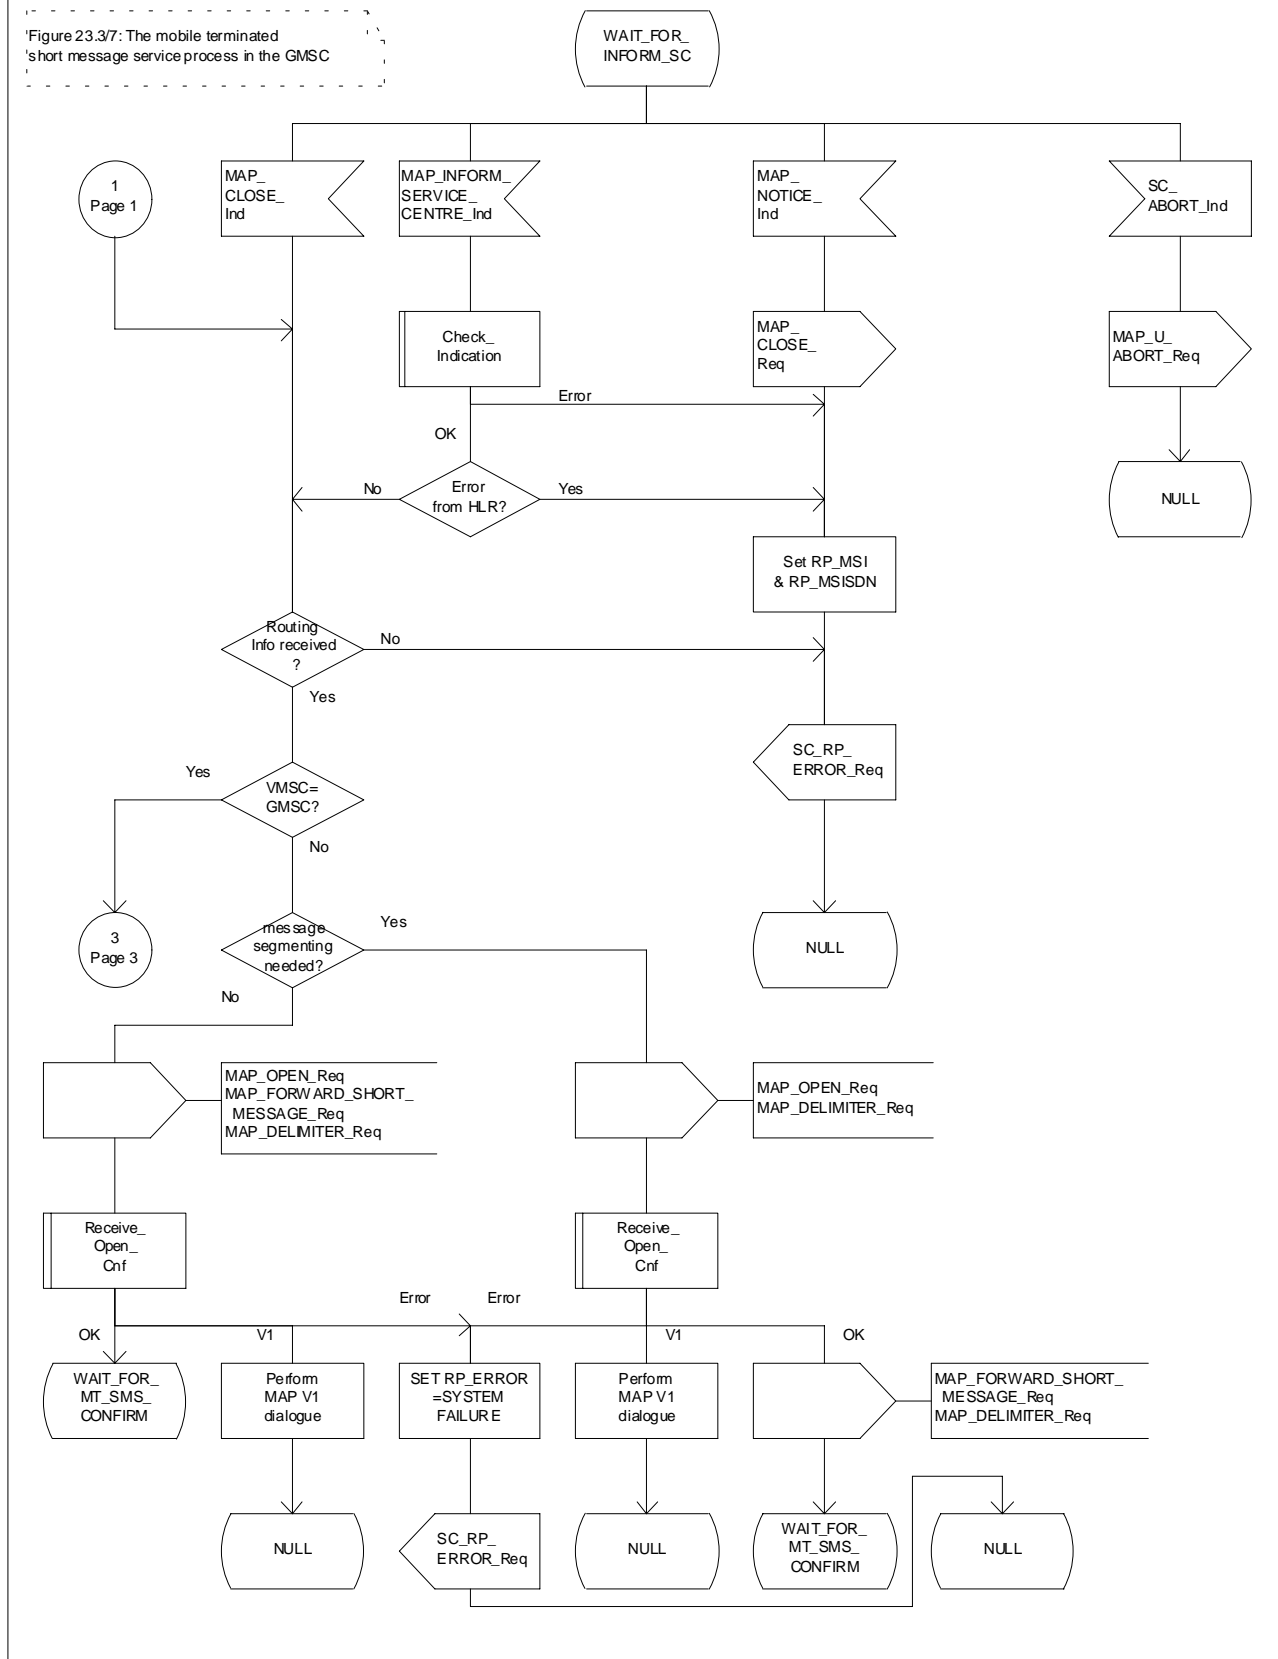 Figure 23.3/7: The mobile terminated
short message service process in the GMSC
WAIT_FOR_
INFORM_SC
1
Page 1
MAP_
CLOSE_
Ind
MAP_INFORM_
SERVICE_
CENTRE_Ind
MAP_
NOTICE_
Ind
SC_
ABORT_Ind
Check_
Indication
MAP_
CLOSE_
Req
MAP_U_
ABORT_Req
Error
OK
No
Error
from HLR?
Yes
NULL
Set RP_MSI
& RP_MSISDN
Routing
Info received
?
No
Yes
SC_RP_
ERROR_Req
Yes
VMSC=
GMSC?
No
3
Page 3
message
segmenting
needed?
Yes
NULL
No
MAP_OPEN_Req
MAP_FORWARD_SHORT_
MESSAGE_Req
MAP_DELIMITER_Req
MAP_OPEN_Req
MAP_DELIMITER_Req
Receive_
Open_
Cnf
Receive_
Open_
Cnf
Error
Error
OK
V1
V1
OK
WAIT_FOR_
MT_SMS_
CONFIRM
Perform
MAP V1
dialogue
SET RP_ERROR
=SYSTEM
FAILURE
Perform
MAP V1
dialogue
MAP_FORWARD_SHORT_
MESSAGE_Req
MAP_DELIMITER_Req
NULL
SC_RP_
ERROR_Req
NULL
WAIT_FOR_
MT_SMS_
CONFIRM
NULL